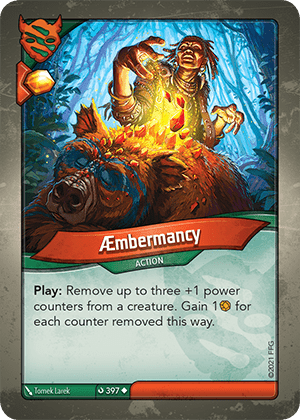 Æmbermancy
ACTION
Play: Remove up to three +1 power
counters from a creature. Gain 1 for
each counter removed this way.
Tomek Larek
397
©2021 FFG